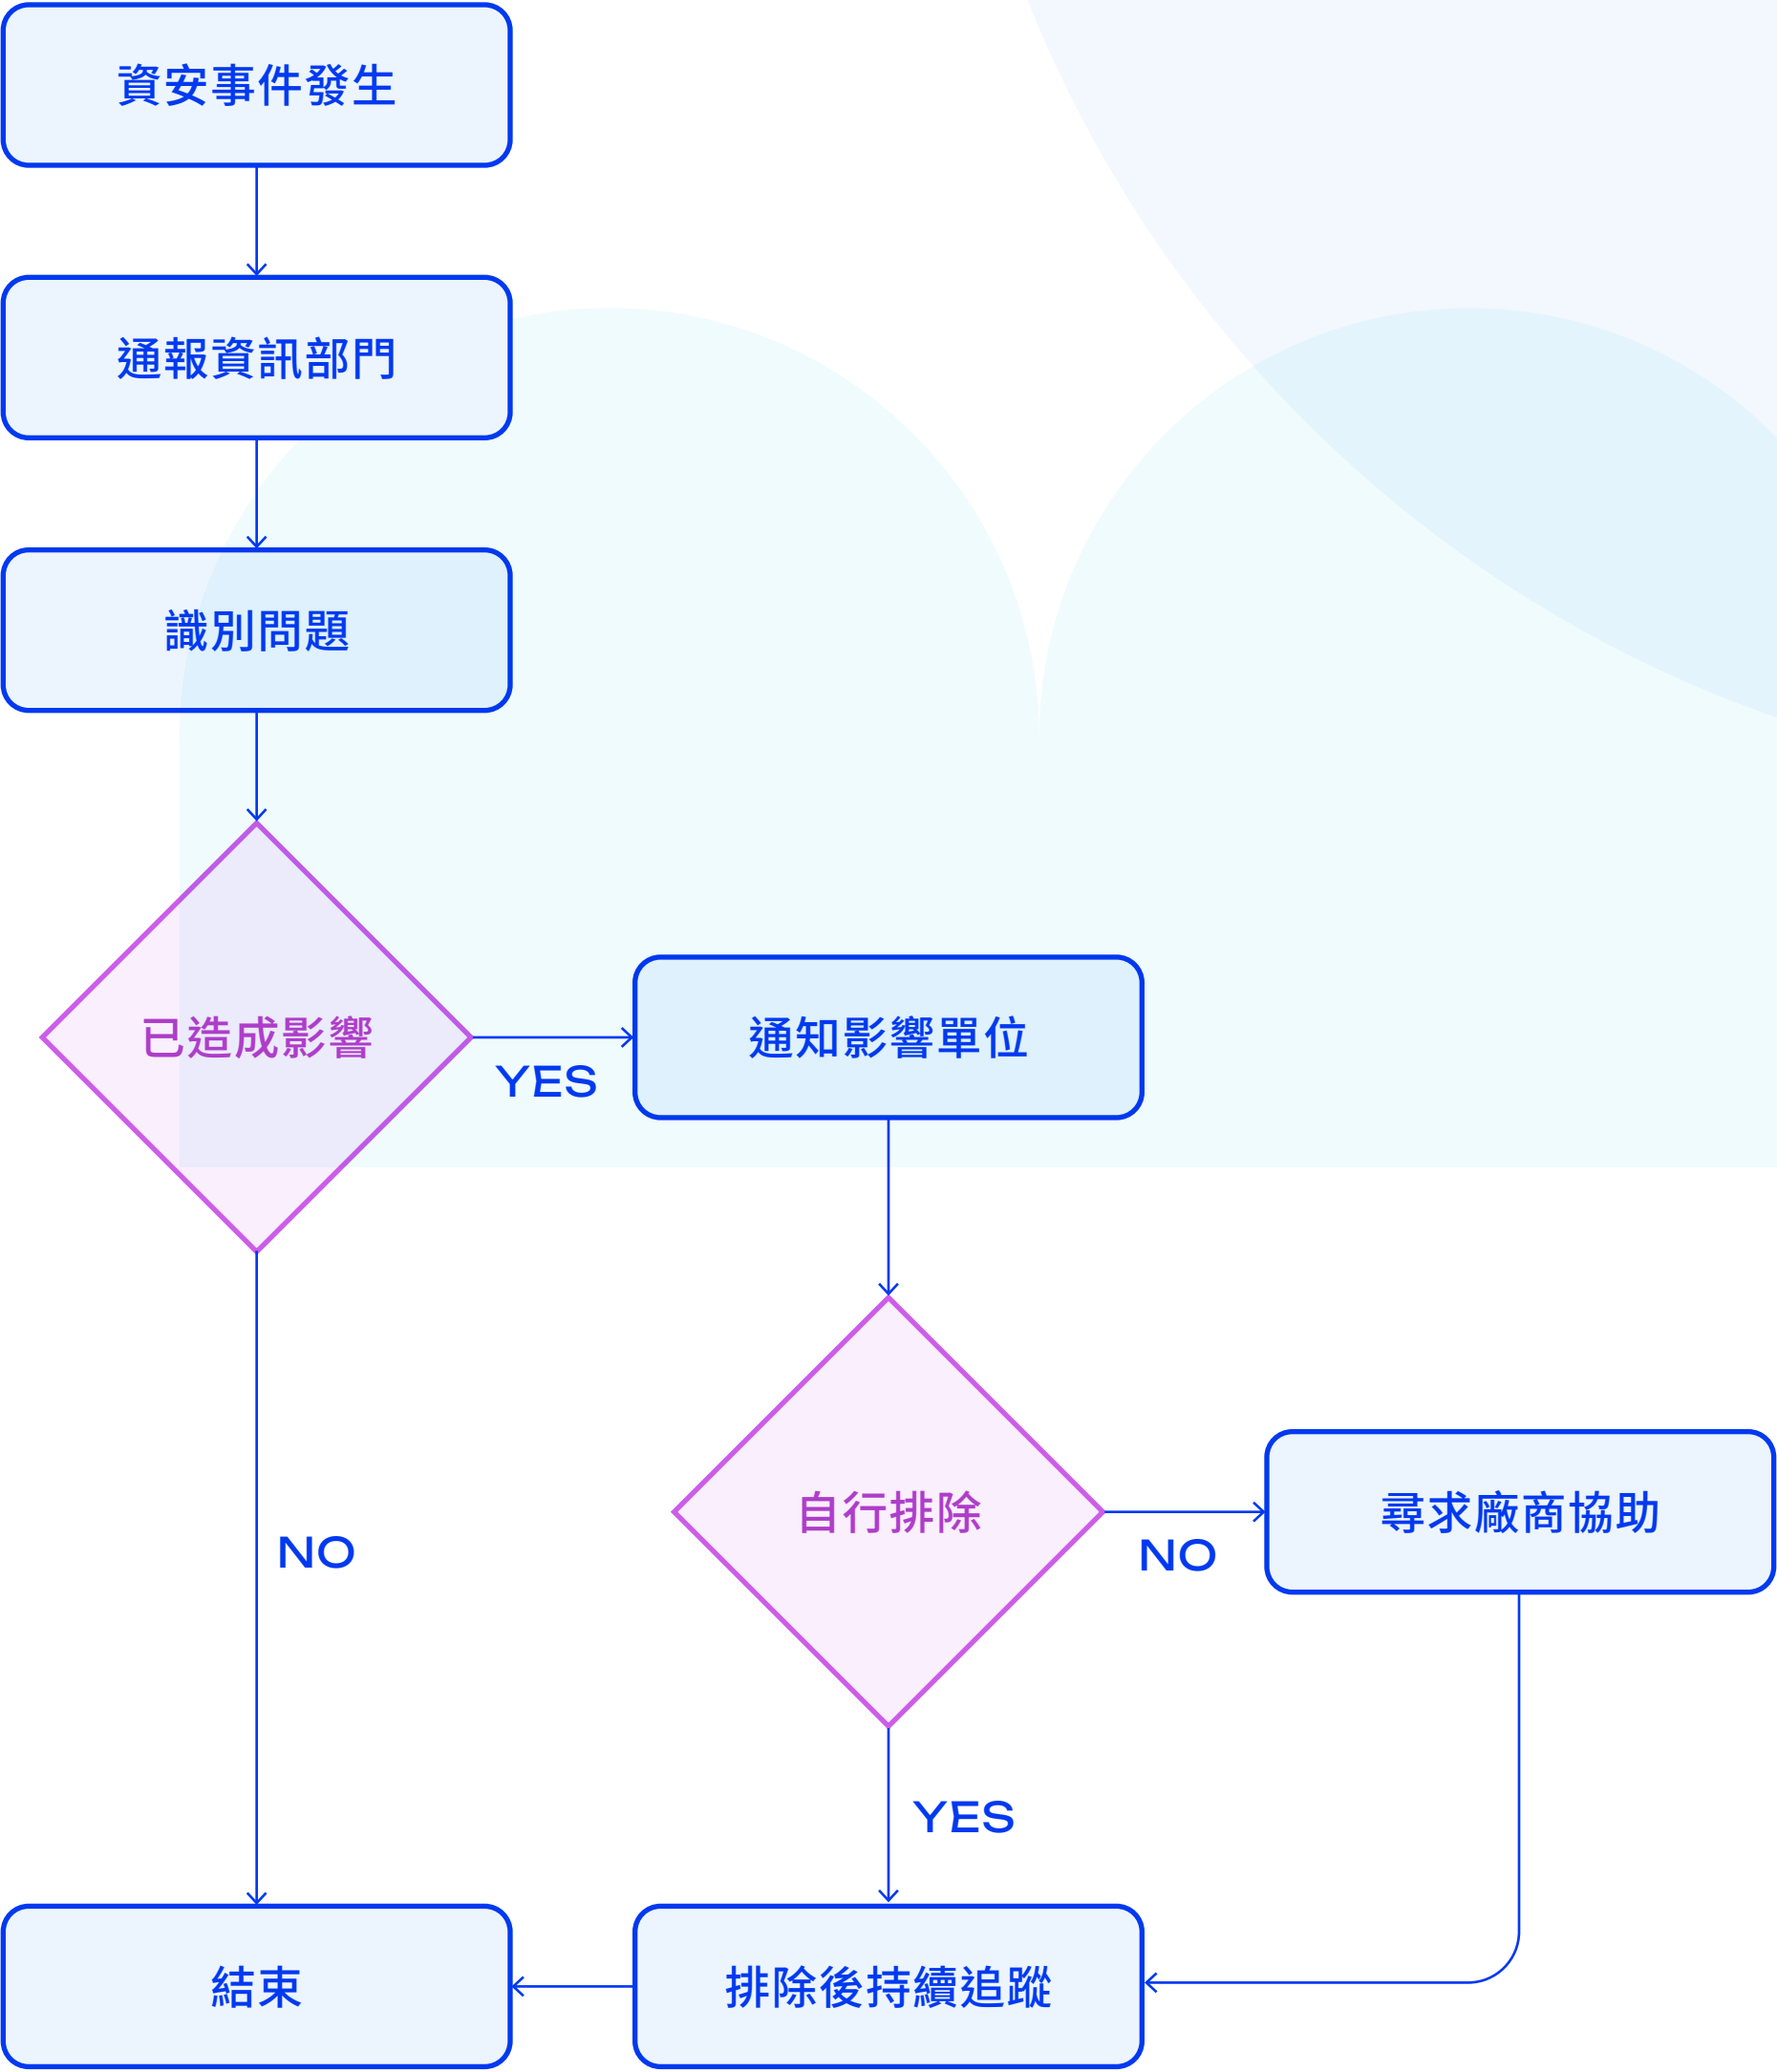 資安事件發生
通報資訊部門
識別問題
已造成影響
YES
通知影響單位
自行排除
NO
尋求廠商協助
NO
YES
結束
排除後持續追蹤